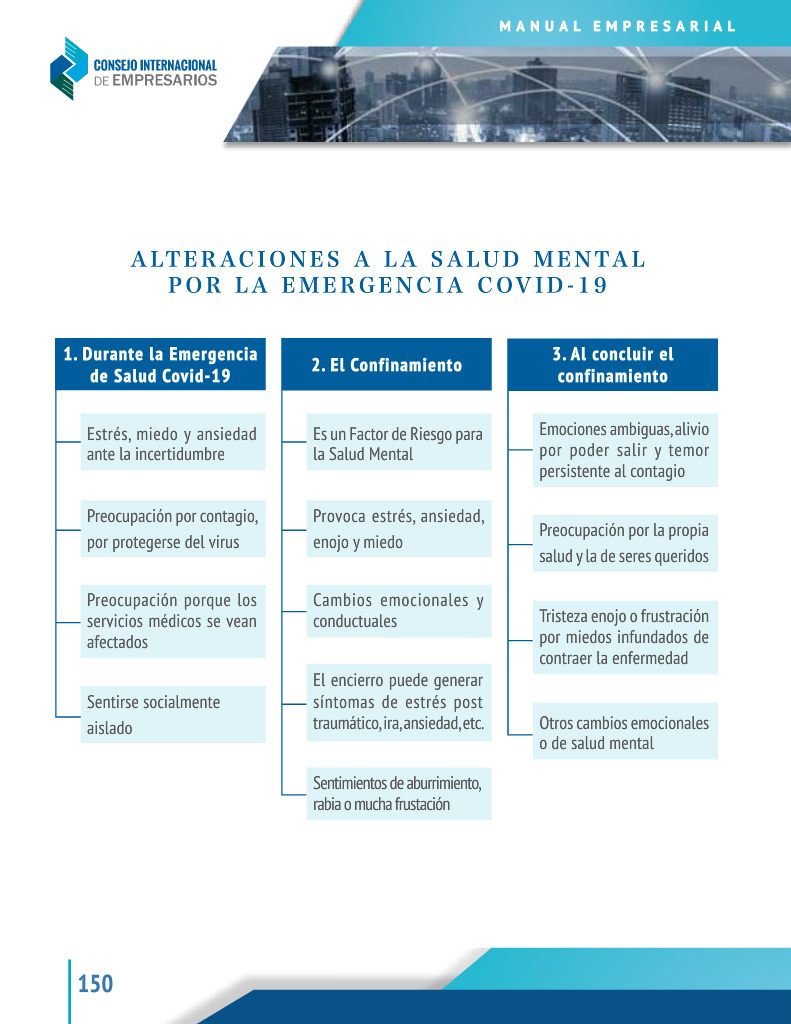 MANUAL EMPRESARIAL
CONSEJO INTERNACIONAL
DE EMPRESARIOS
ALTERACIONES A LA SALUD MENTAL
POR LA EMERGENCIA COVID-19
1. Durante la Emergencia
de Salud Covid-19
Estrés, miedo y ansiedad
ante la incertidumbre
Preocupación por contagio,
por protegerse del virus
Preocupación porque los
servicios médicos se vean
afectados
Sentirse socialmente
aislado
2. El Confinamiento
Es un Factor de Riesgo para
la Salud Mental
Provoca estrés, ansiedad,
enojo y miedo
Cambios emocionales y
conductuales
El encierro puede generar
síntomas de estrés post
traumático, ira, ansiedad, etc.
Sentimientos de aburrimiento,
rabia o mucha frustación
3. Al concluir el
confinamiento
Emociones ambiguas, alivio
por poder salir y temor
persistente al contagio
Preocupación por la propia
salud y la de seres queridos
Tristeza enojo o frustración
por miedos infundados de
contraer la enfermedad
Otros cambios emocionales
o de salud mental
150